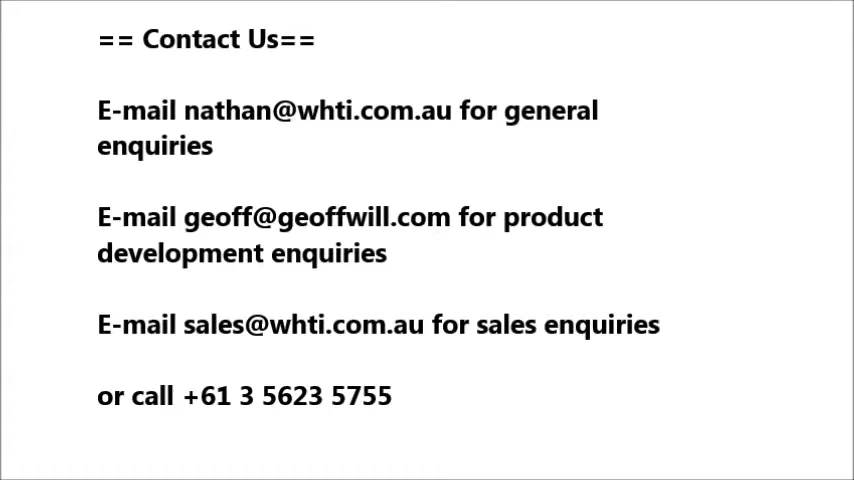 == Contact Us==
E-mail nathan@whti.com.au for general
enquiries
E-mail geoff@geoffwill.com for product
development enquiries
E-mail sales@whti.com.au for sales enquiries
or call +61 3 5623 5755